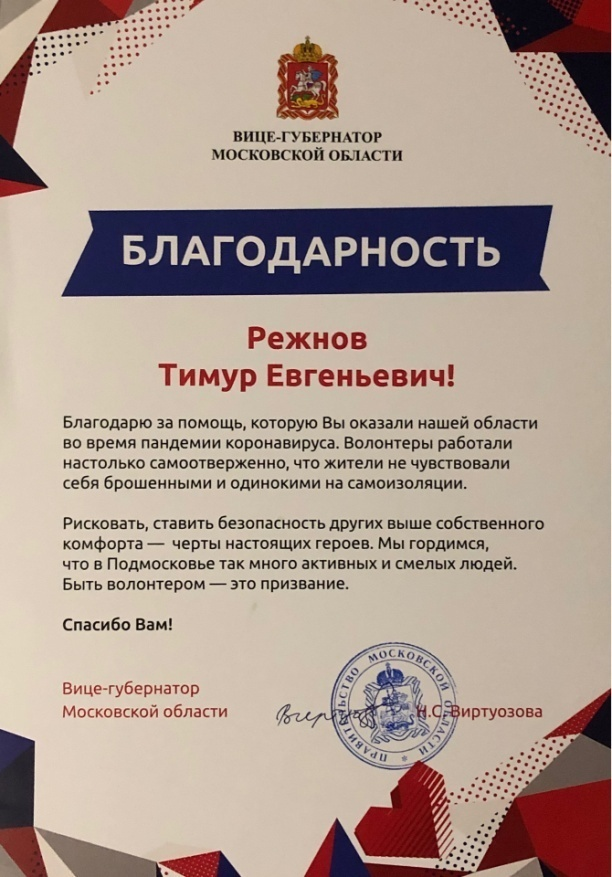 ВИЦЕ-ГУБЕРНАТОР
МОСКОВСКОЙ ОБЛАСТИ
БЛАГОДАРНОСТЬ
Режнов
Тимур Евгеньевич!
Благодарю за помощь, которую Вы оказали нашей области
во время пандемии коронавируса. Волонтеры работали
настолько самоотверженно, что жители не чувствовали
себя брошенными и одинокими на самоизоляции.
Рисковать, ставить безопасность других выше собственного
комфорта — черты настоящих героев. Мы гордимся,
что в Подмосковье так много активных и смелых людей.
Быть волонтером — это призвание.
Спасибо Вам!
Вице-губернатор
Московской области
Н.С. Виртуозова
ПРАВИТЕЛЬСТВО МОСКОВСКОЙ ОБЛАСТИ